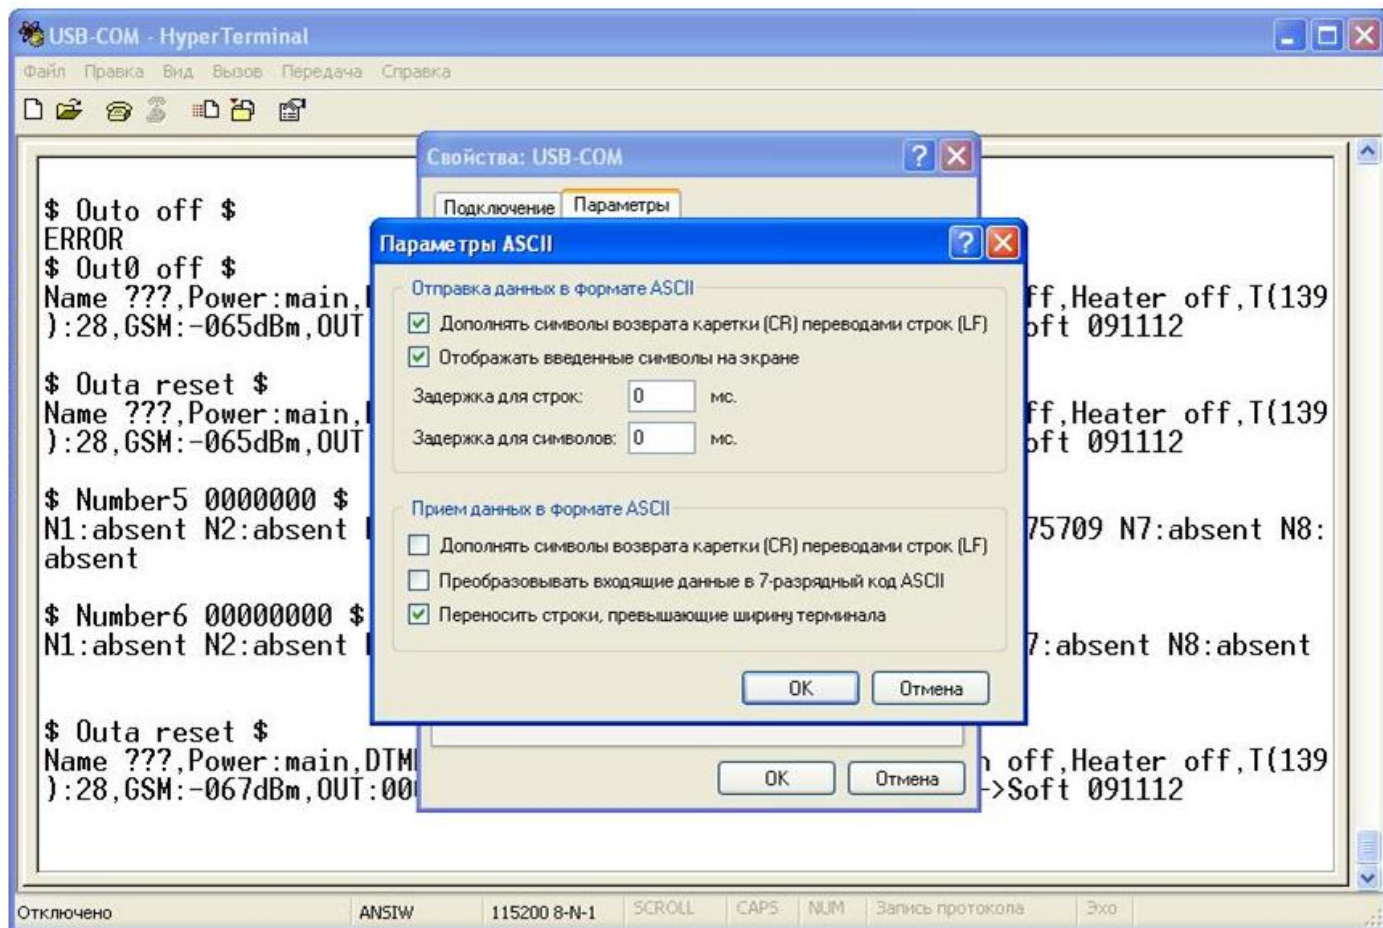 USB-COM - HyperTerminal
Файл Правка Вид Вызов Передача Справка
Свойства: USB-COM
Подключение Параметры
Параметры ASCII
Отправка данных в формате ASCII
Дополнять символы возврата каретки (CR) переводами строк (LF)
Отображать введенные символы на экране
Задержка для строк: 0 мс.
Задержка для символов: 0 мс.
Прием данных в формате ASCII
Дополнять символы возврата каретки (CR) переводами строк (LF)
Преобразовывать входящие данные в 7-разрядный код ASCII
Переносить строки, превышающие ширину терминала
OK Отмена
OK Отмена
$ Outo off $
ERROR
$ Out0 off $
Name ???,Power:main, ff,Heater off,T(139
):28,GSM:-065dBm,OUT oft 091112
$ Outa reset $
Name ???,Power:main, ff,Heater off,T(139
):28,GSM:-065dBm,OUT oft 091112
$ Number5 0000000 $
N1:absent N2:absent 75709 N7:absent N8:
absent
$ Number6 00000000 $
N1:absent N2:absent 7:absent N8:absent
$ Outa reset $
Name ???,Power:main,DTM n off,Heater off,T(139
):28,GSM:-067dBm,OUT:00 ->Soft 091112
Отключено ANSIW 115200 8-N-1 SCROLL CAPS NUM Запись протокола Эхо